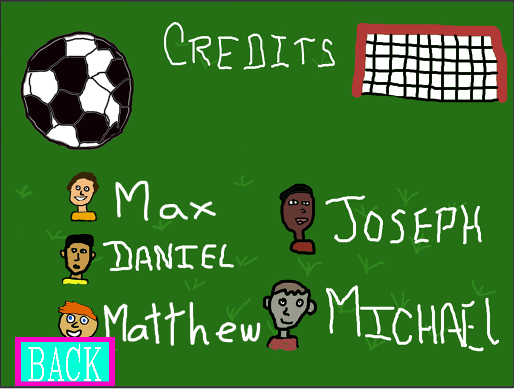 CREDITS
Max
JOSEPH
DANIEL
Matthew
MICHAEL
BACK